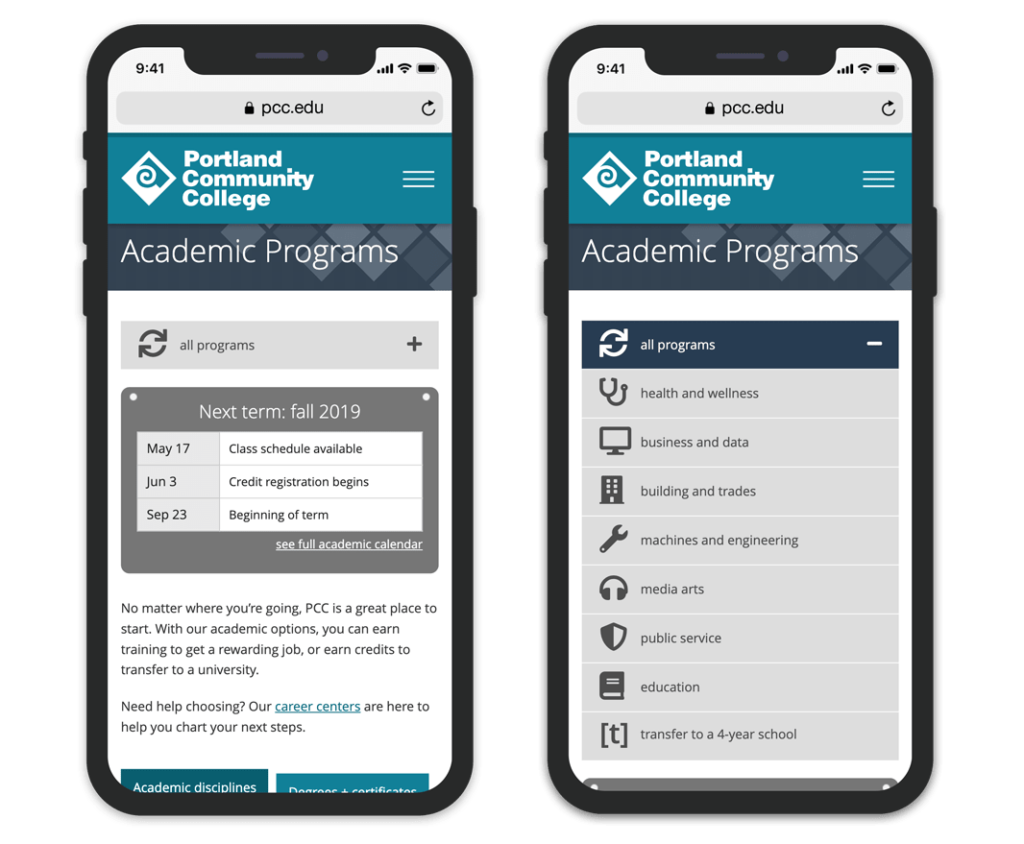 9:41
pcc.edu
Portland
Community
College
Academic Programs
all programs
Next term: fall 2019
May 17 Class schedule available
Jun 3 Credit registration begins
Sep 23 Beginning of term
see full academic calendar
No matter where you’re going, PCC is a great place to
start. With our academic options, you can earn
training to get a rewarding job, or earn credits to
transfer to a university.
Need help choosing? Our career centers are here to
help you chart your next steps.
Academic disciplines
Degrees + certificates
9:41
pcc.edu
Portland
Community
College
Academic Programs
all programs
health and wellness
business and data
building and trades
machines and engineering
media arts
public service
education
[t] transfer to a 4-year school